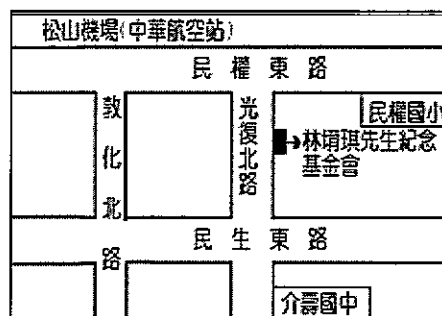 松山機場(中華航空站)
民權東路
敦化北路
光復北路
民權國小
林堉琪先生紀念
基金會
民生東路
介壽國中